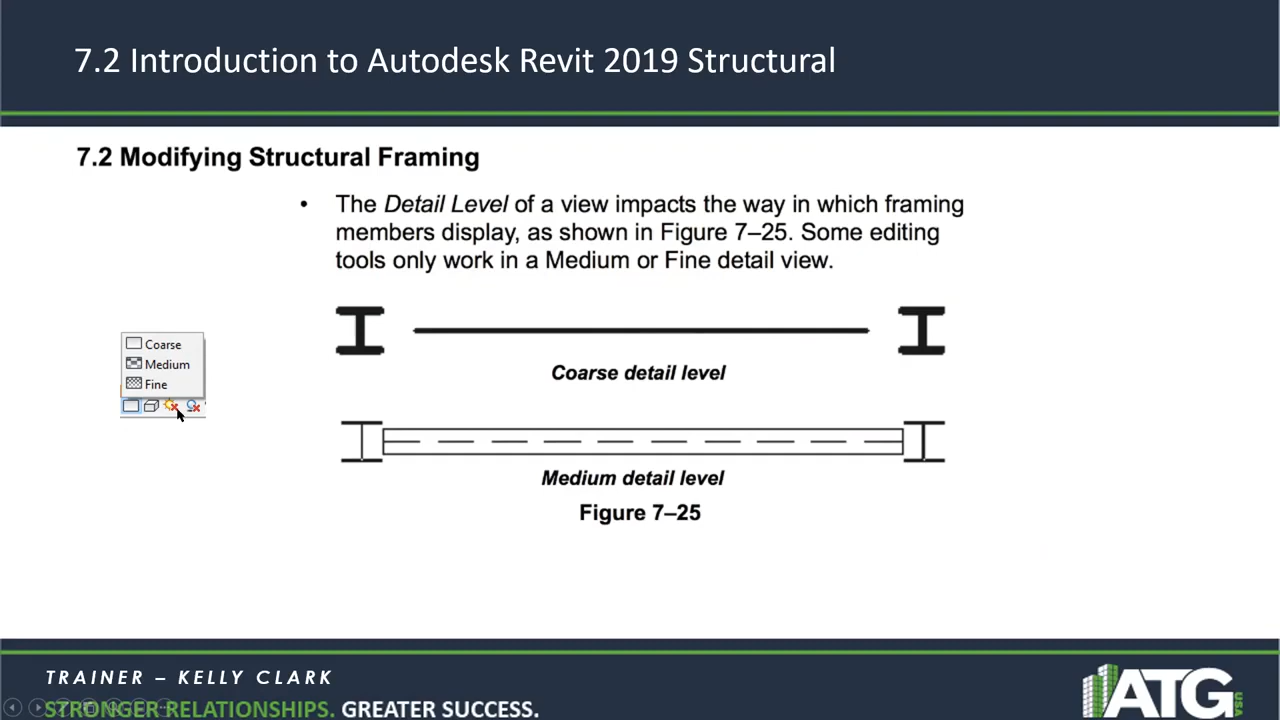 7.2 Introduction to Autodesk Revit 2019 Structural
7.2 Modifying Structural Framing
• The Detail Level of a view impacts the way in which framing
members display, as shown in Figure 7–25. Some editing
tools only work in a Medium or Fine detail view.
Coarse
Medium
Fine
Coarse detail level
Medium detail level
Figure 7–25
TRAINER – KELLY CLARK
STRONGER RELATIONSHIPS. GREATER SUCCESS.
ATG
USA